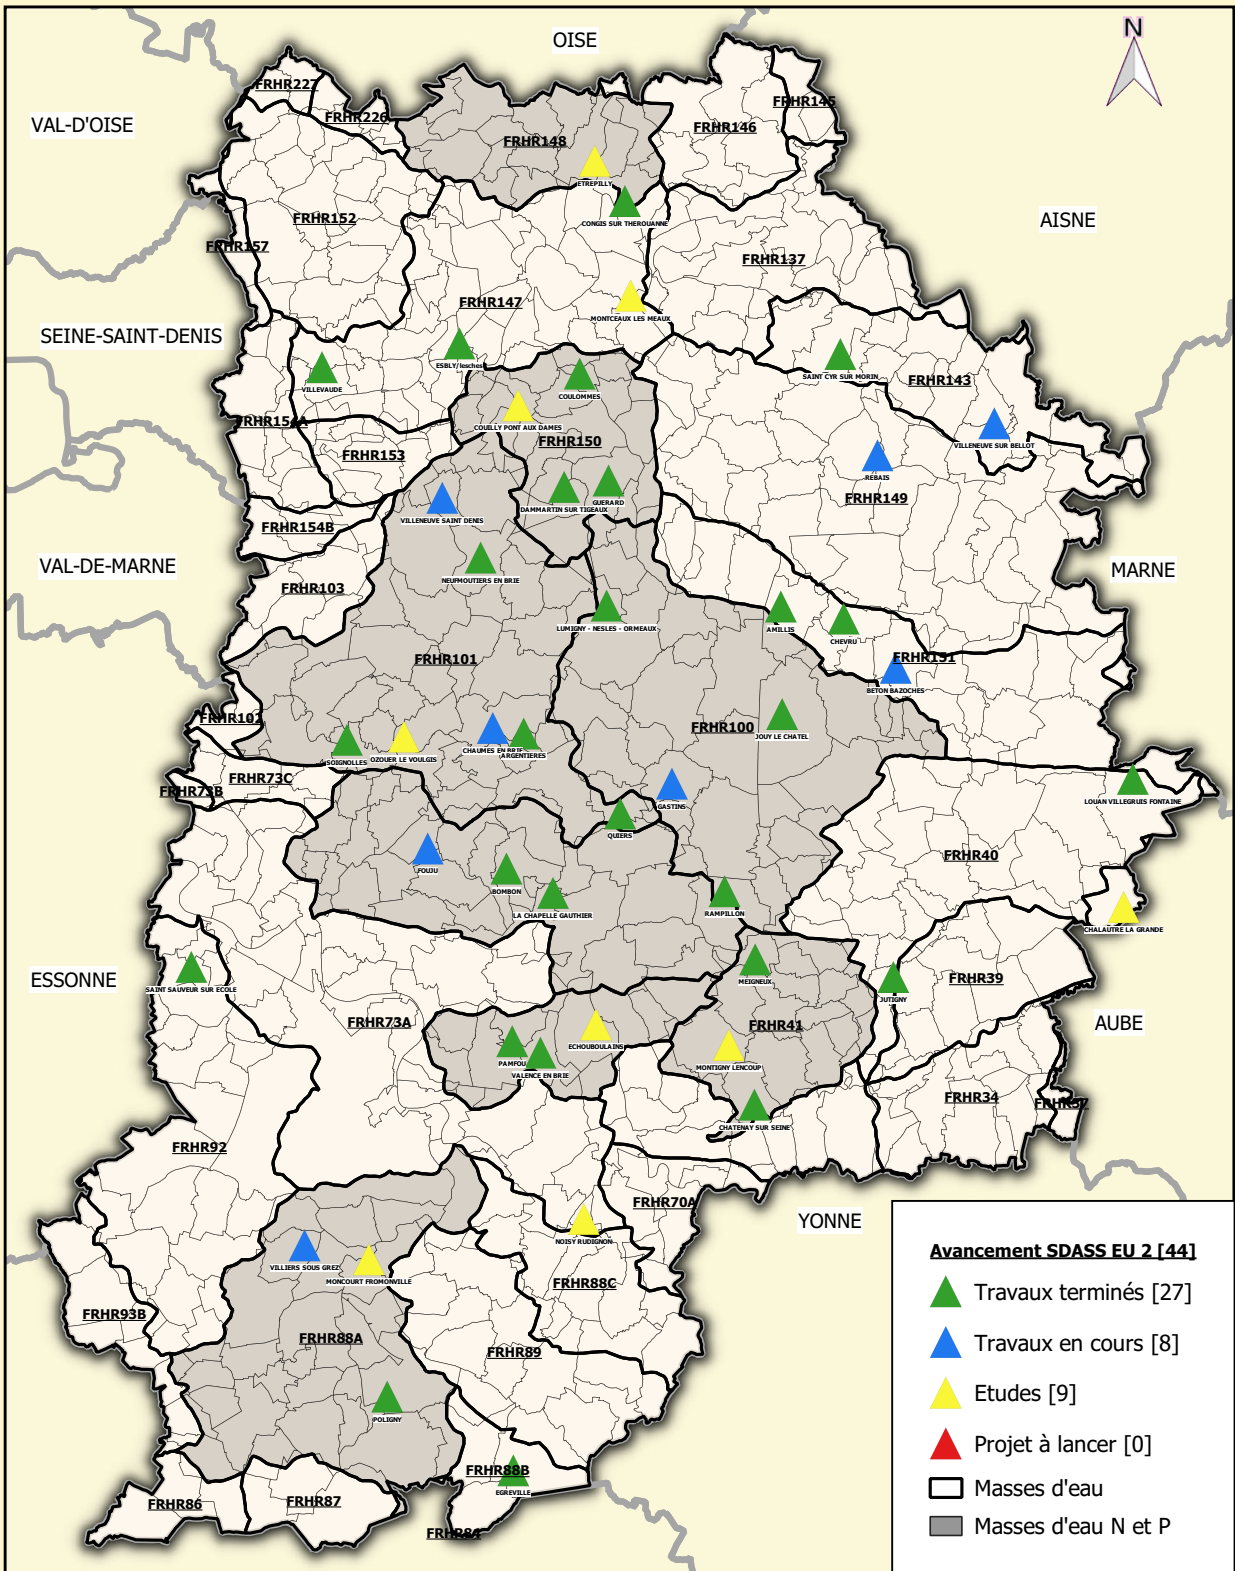 OISE
N
FRHR227
FRHR145
FRHR226
VAL-D'OISE
FRHR146
FRHR148
ETREPILLY
CONGIS SUR THEROUANNE
FRHR152
AISNE
FRHR157
FRHR137
FRHR147
MONTCEAUX LES MEAUX
SEINE-SAINT-DENIS
ESBLY/lesches
VILLEVAUDE
SAINT CYR SUR MORIN
FRHR143
COULOMMES
FRHR154A
COUILLY PONT AUX DAMES
FRHR150
VILLENEUVE SUR BELLOT
FRHR153
REBAIS
FRHR149
GUERARD
DAMMARTIN SUR TIGEAUX
VILLENEUVE SAINT DENIS
FRHR154B
VAL-DE-MARNE
MARNE
NEUFMOUTIERS EN BRIE
FRHR103
LUMIGNY - NESLES - ORMEAUX
AMILLIS
CHEVRU
FRHR101
FRHR151
BETON BAZOCHES
FRHR102
FRHR100
JOUY LE CHATEL
CHAUMES EN BRIE
ARGENTIERES
SOIGNOLLES
OZOUER LE VOULGIS
FRHR73C
FRHR73B
LOUAN VILLEGRUIS FONTAINE
GASTINS
QUIERS
FRHR40
FOUJU
BOMBON
LA CHAPELLE GAUTHIER
RAMPILLON
CHALAUTRE LA GRANDE
ESSONNE
SAINT SAUVEUR SUR ECOLE
MEIGNEUX
JUTIGNY
FRHR39
FRHR73A
FRHR41
AUBE
ECHOUBOULAINS
PAMFOU
VALENCE EN BRIE
MONTIGNY LENCOUP
FRHR34
FRHR37
CHATENAY SUR SEINE
FRHR92
FRHR70A
YONNE
NOISY RUDIGNON
VILLIERS SOUS GREZ
MONCOURT FROMONVILLE
FRHR88C
FRHR93B
FRHR88A
FRHR89
POLIGNY
FRHR88B
EGREVILLE
FRHR86
FRHR87
FRHR84
Avancement SDASS EU 2 [44]
Travaux terminés [27]
Travaux en cours [8]
Etudes [9]
Projet à lancer [0]
Masses d'eau
Masses d'eau N et P